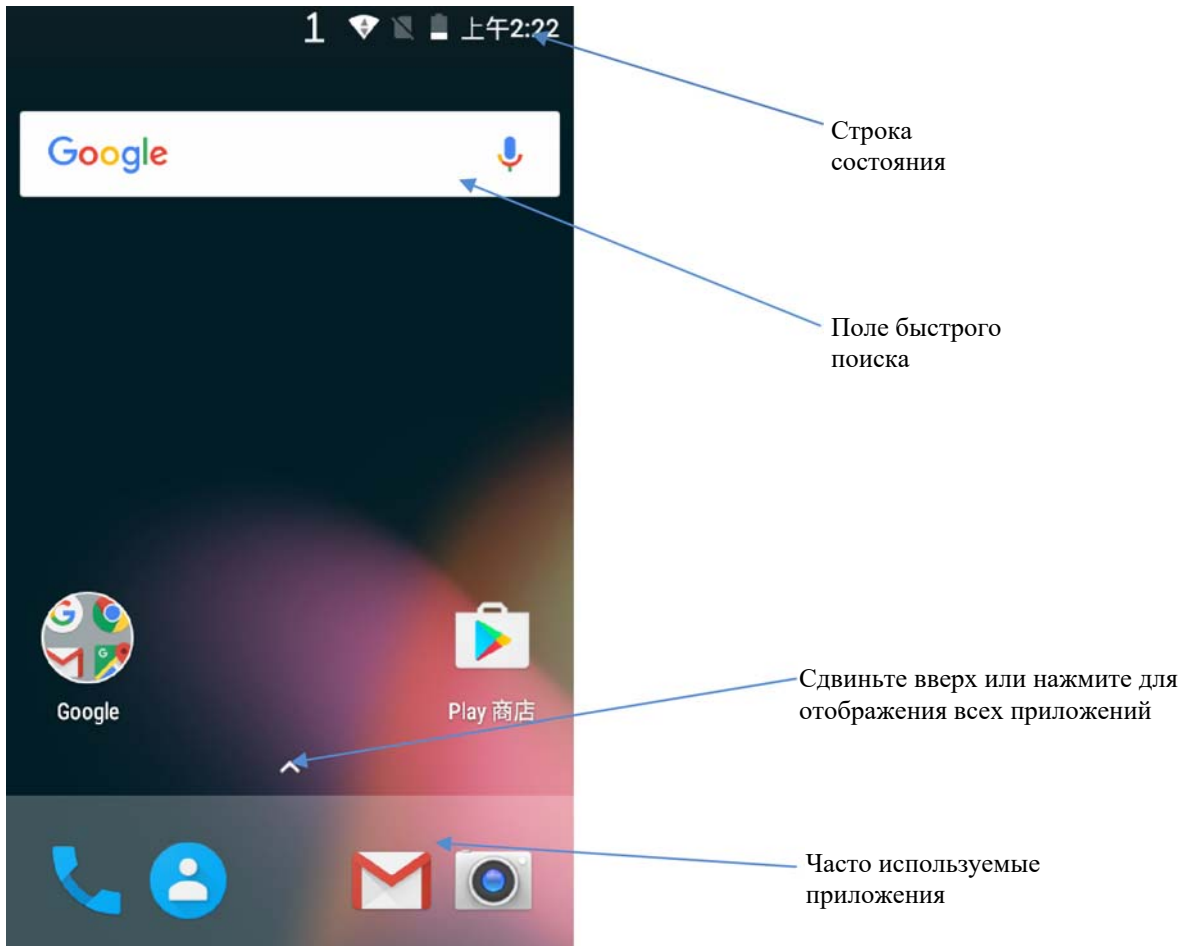 1 上午2:22
Строка
состояния
Google
Поле быстрого
поиска
Google
Play 商店
Сдвиньте вверх или нажмите для
отображения всех приложений
Часто используемые
приложения